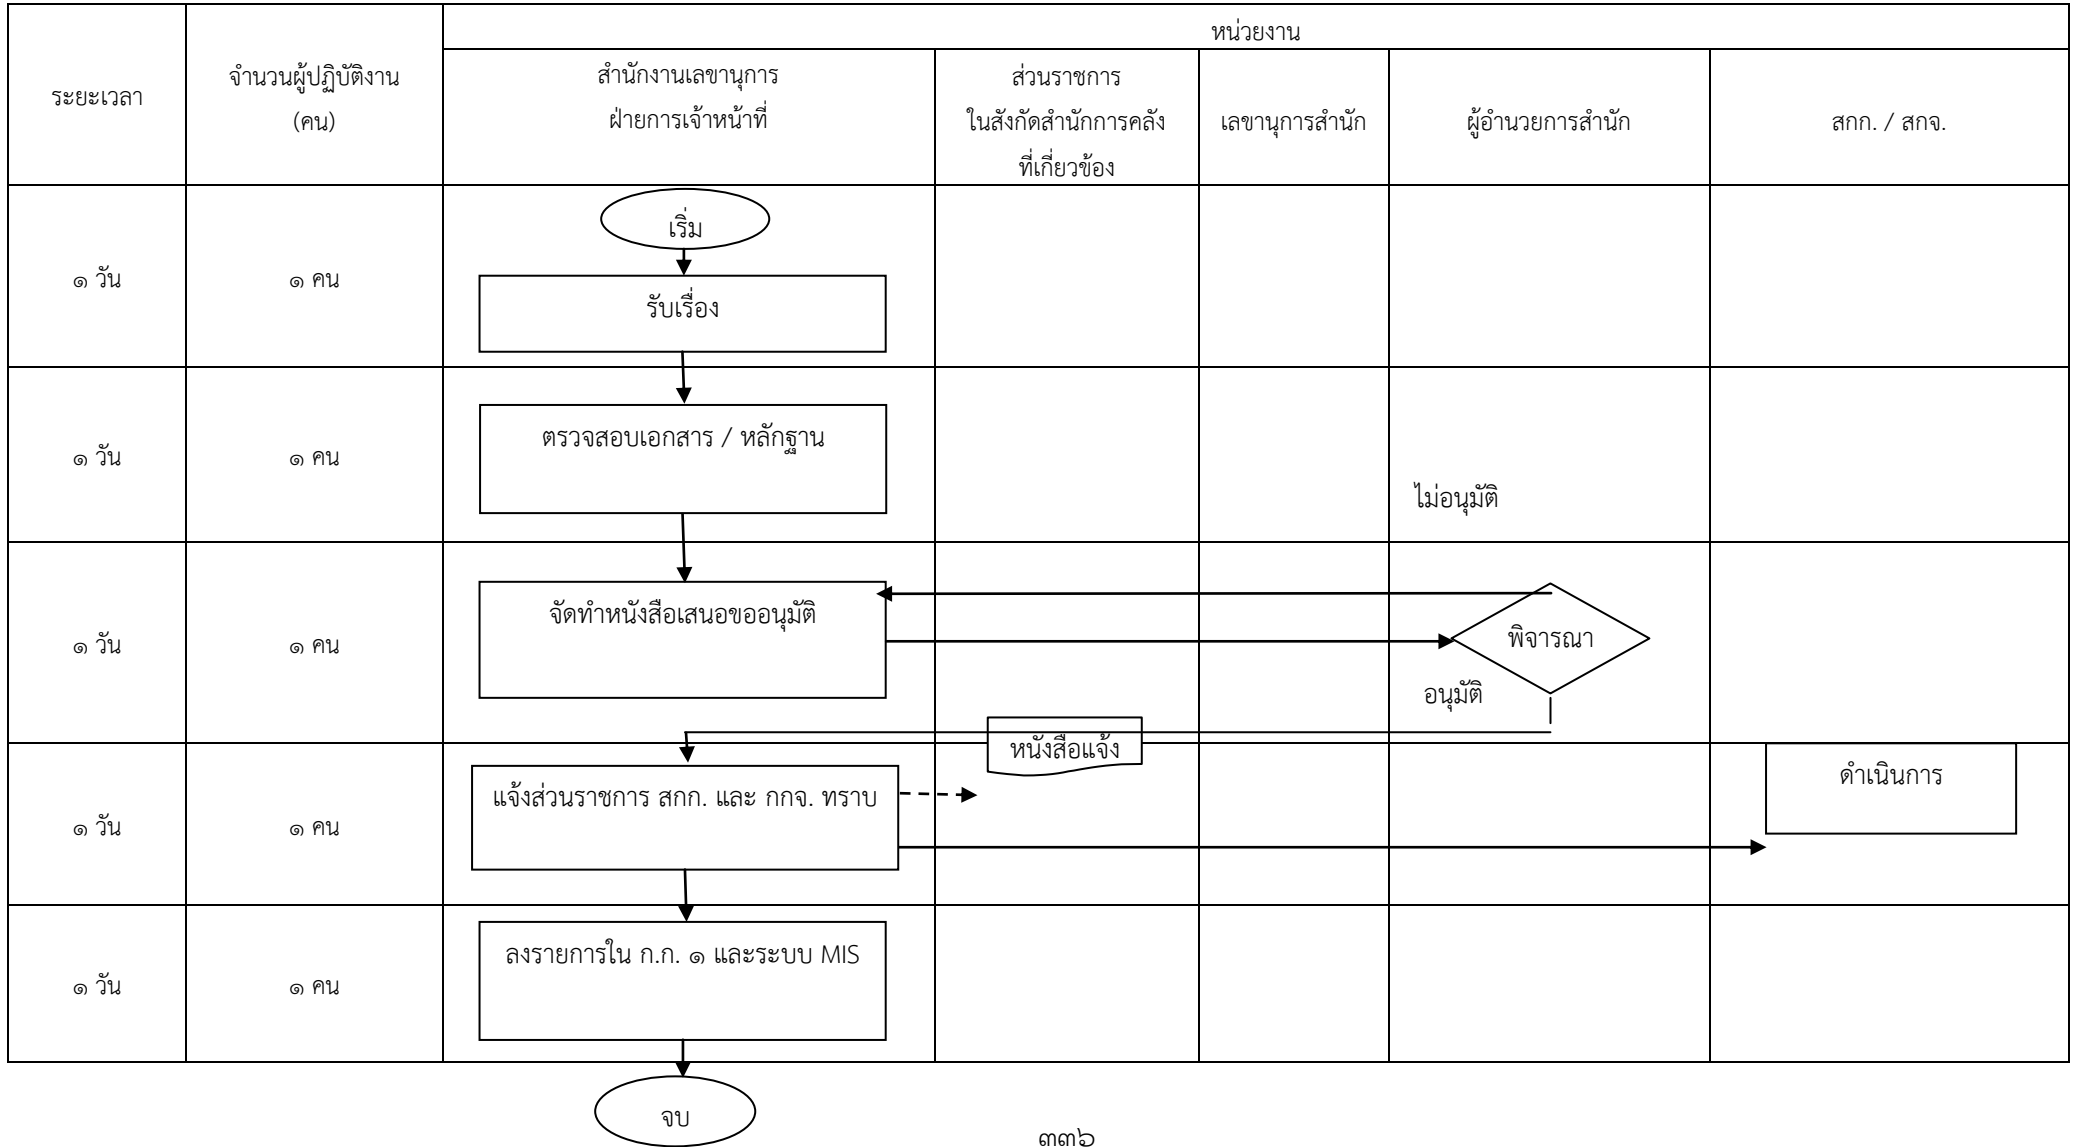 หน่วยงาน
ระยะเวลา
จำนวนผู้ปฏิบัติงาน
(คน)
สำนักงานเลขานุการ
ฝ่ายการเจ้าหน้าที่
ส่วนราชการ
ในสังกัดสำนักการคลัง
ที่เกี่ยวข้อง
เลขานุการสำนัก
ผู้อำนวยการสำนัก
สกก. / สกจ.
เริ่ม
๑ วัน
๑ คน
รับเรื่อง
๑ วัน
๑ คน
ตรวจสอบเอกสาร / หลักฐาน
ไม่อนุมัติ
๑ วัน
๑ คน
จัดทำหนังสือเสนอขออนุมัติ
พิจารณา
อนุมัติ
หนังสือแจ้ง
๑ วัน
๑ คน
แจ้งส่วนราชการ สกก. และ กกจ. ทราบ
ดำเนินการ
๑ วัน
๑ คน
ลงรายการใน ก.ก. ๑ และระบบ MIS
จบ
๓๓๖